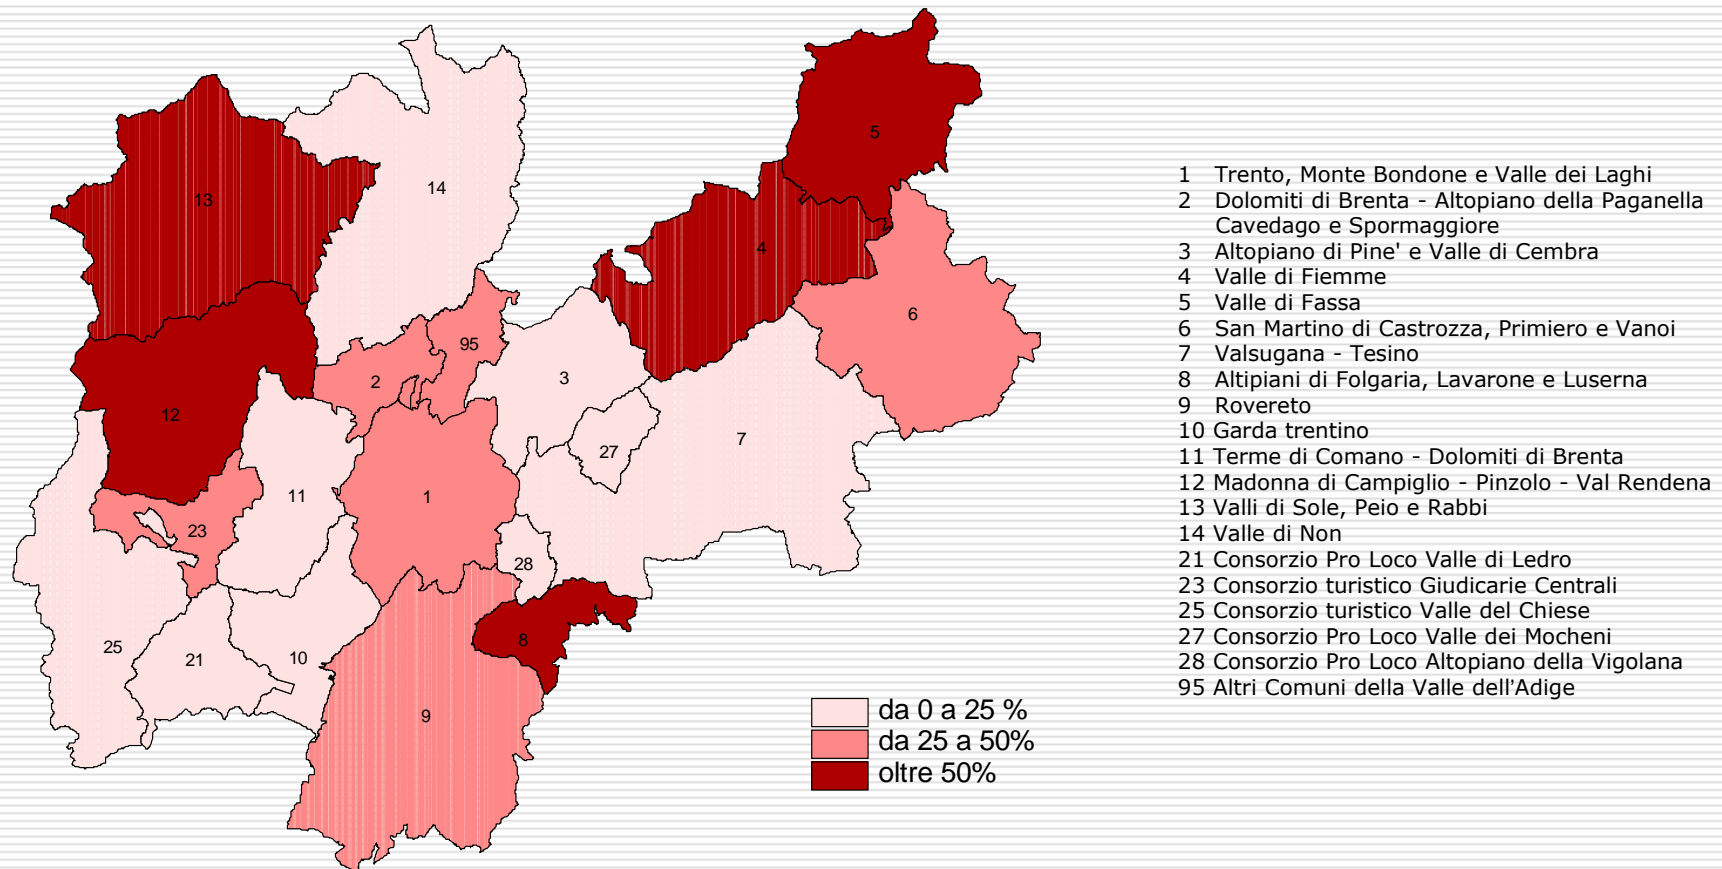 5
13
14
4
6
95
3
2
12
27
7
11
1
23
28
8
25
21
10
9
1 Trento, Monte Bondone e Valle dei Laghi
2 Dolomiti di Brenta - Altopiano della Paganella
Cavedago e Spormaggiore
3 Altopiano di Pine' e Valle di Cembra
4 Valle di Fiemme
5 Valle di Fassa
6 San Martino di Castrozza, Primiero e Vanoi
7 Valsugana - Tesino
8 Altipiani di Folgaria, Lavarone e Luserna
9 Rovereto
10 Garda trentino
11 Terme di Comano - Dolomiti di Brenta
12 Madonna di Campiglio - Pinzolo - Val Rendena
13 Valli di Sole, Peio e Rabbi
14 Valle di Non
21 Consorzio Pro Loco Valle di Ledro
23 Consorzio turistico Giudicarie Centrali
25 Consorzio turistico Valle del Chiese
27 Consorzio Pro Loco Valle dei Mocheni
28 Consorzio Pro Loco Altopiano della Vigolana
95 Altri Comuni della Valle dell'Adige
da 0 a 25 %
da 25 a 50%
oltre 50%